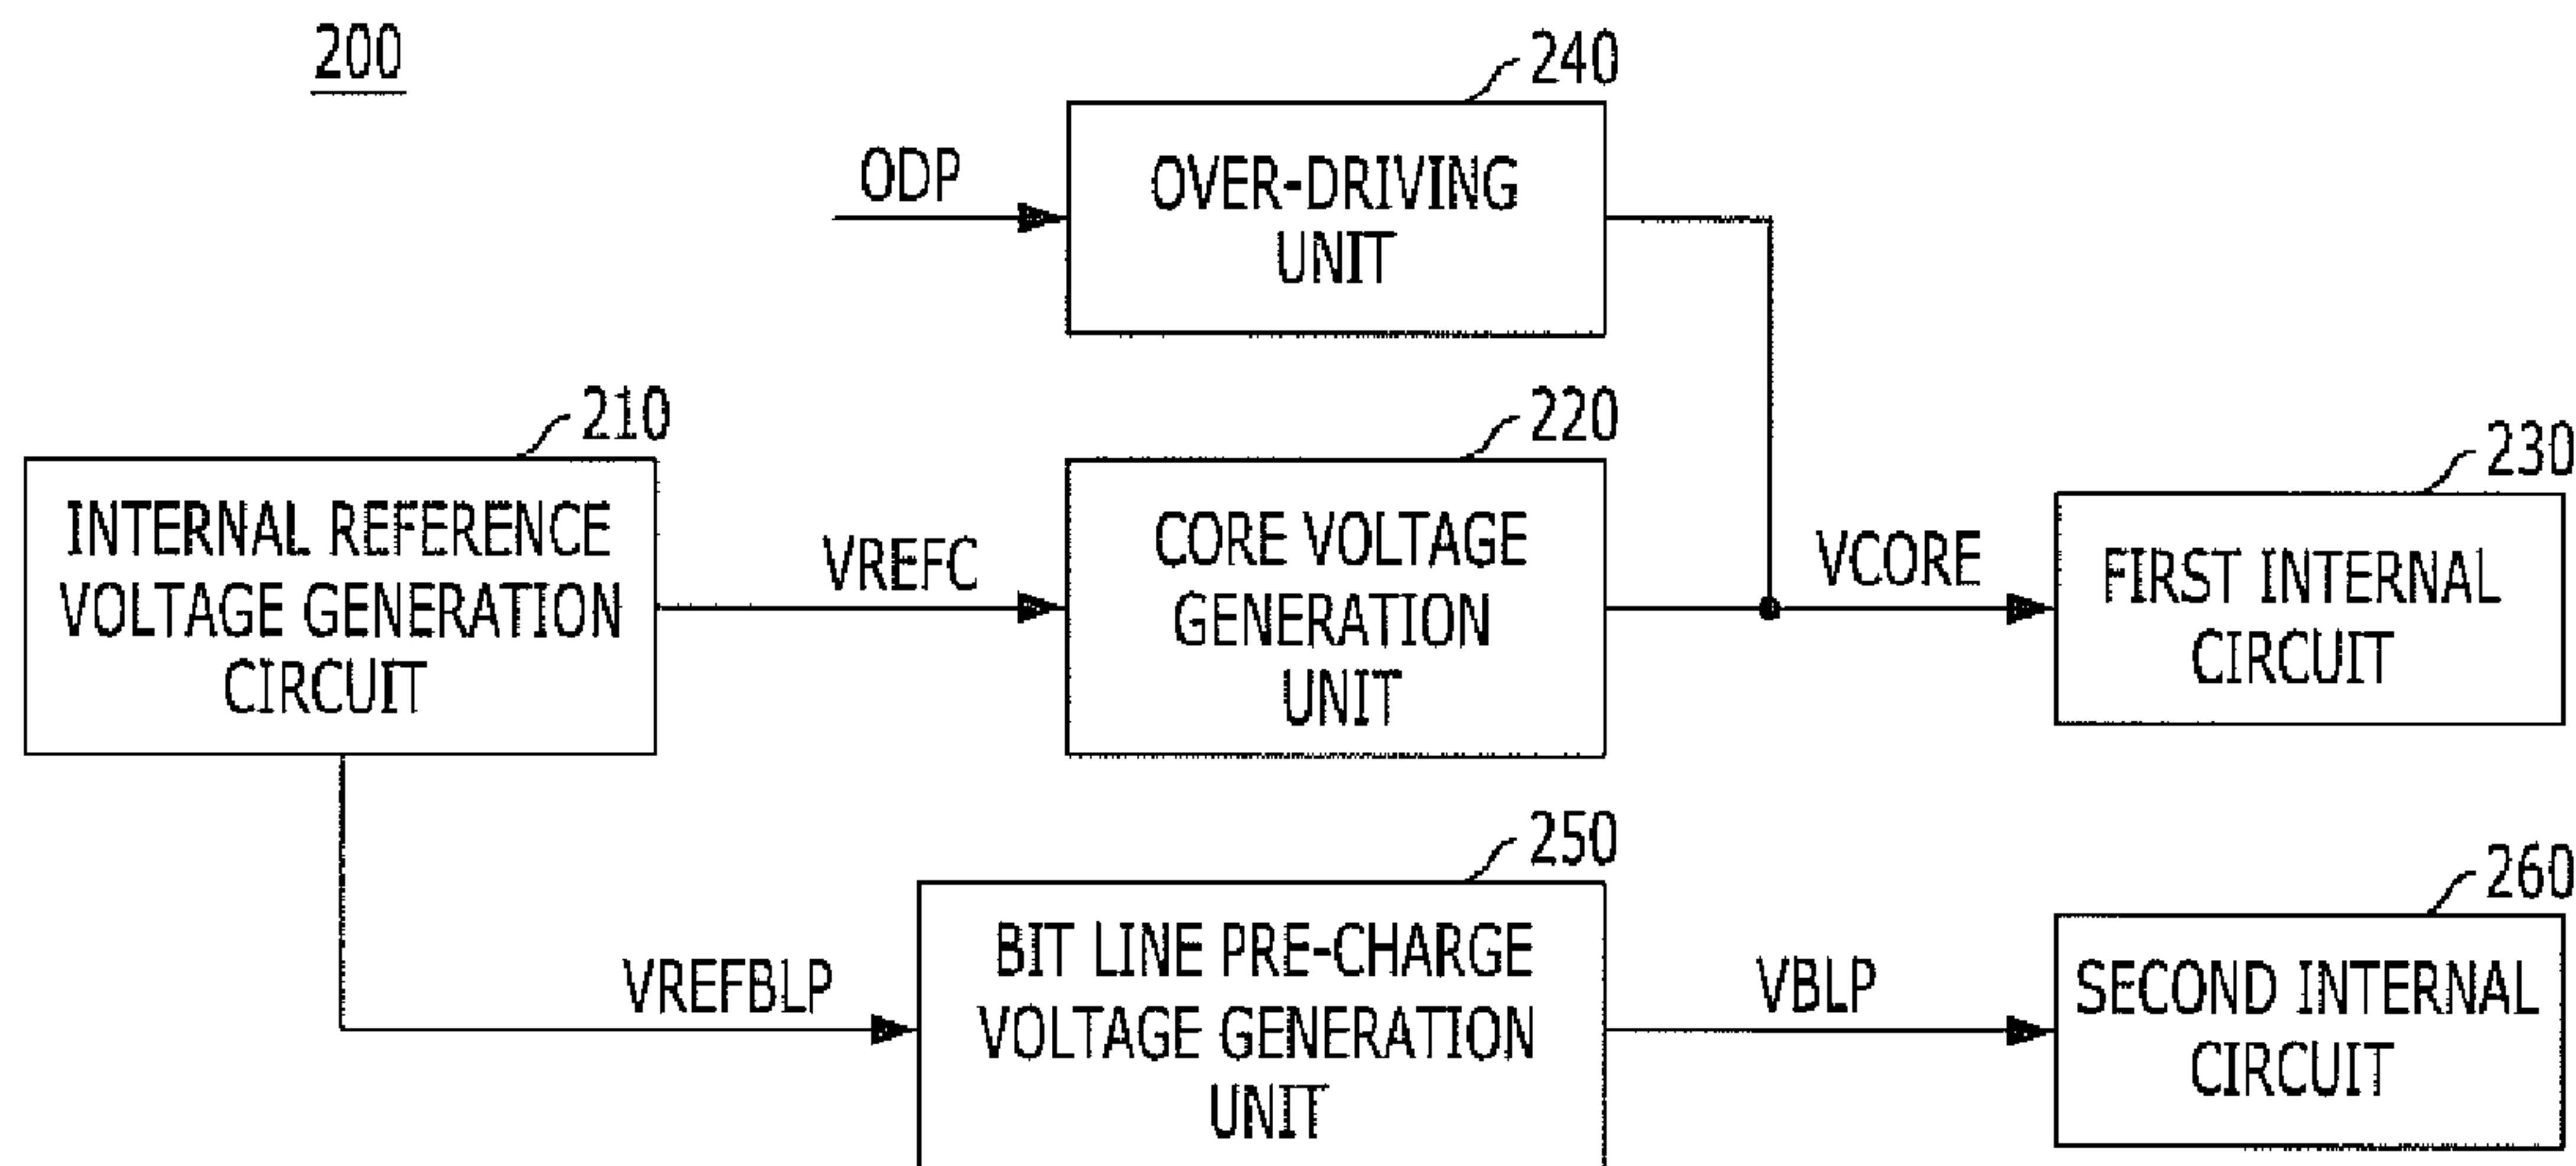 200
240
ODP
OVER-DRIVING
UNIT
210
220
230
INTERNAL REFERENCE
VOLTAGE GENERATION
CIRCUIT
VREFC
CORE VOLTAGE
GENERATION
UNIT
VCORE
FIRST INTERNAL
CIRCUIT
250
260
VREFBLP
BIT LINE PRE-CHARGE
VOLTAGE GENERATION
UNIT
VBLP
SECOND INTERNAL
CIRCUIT